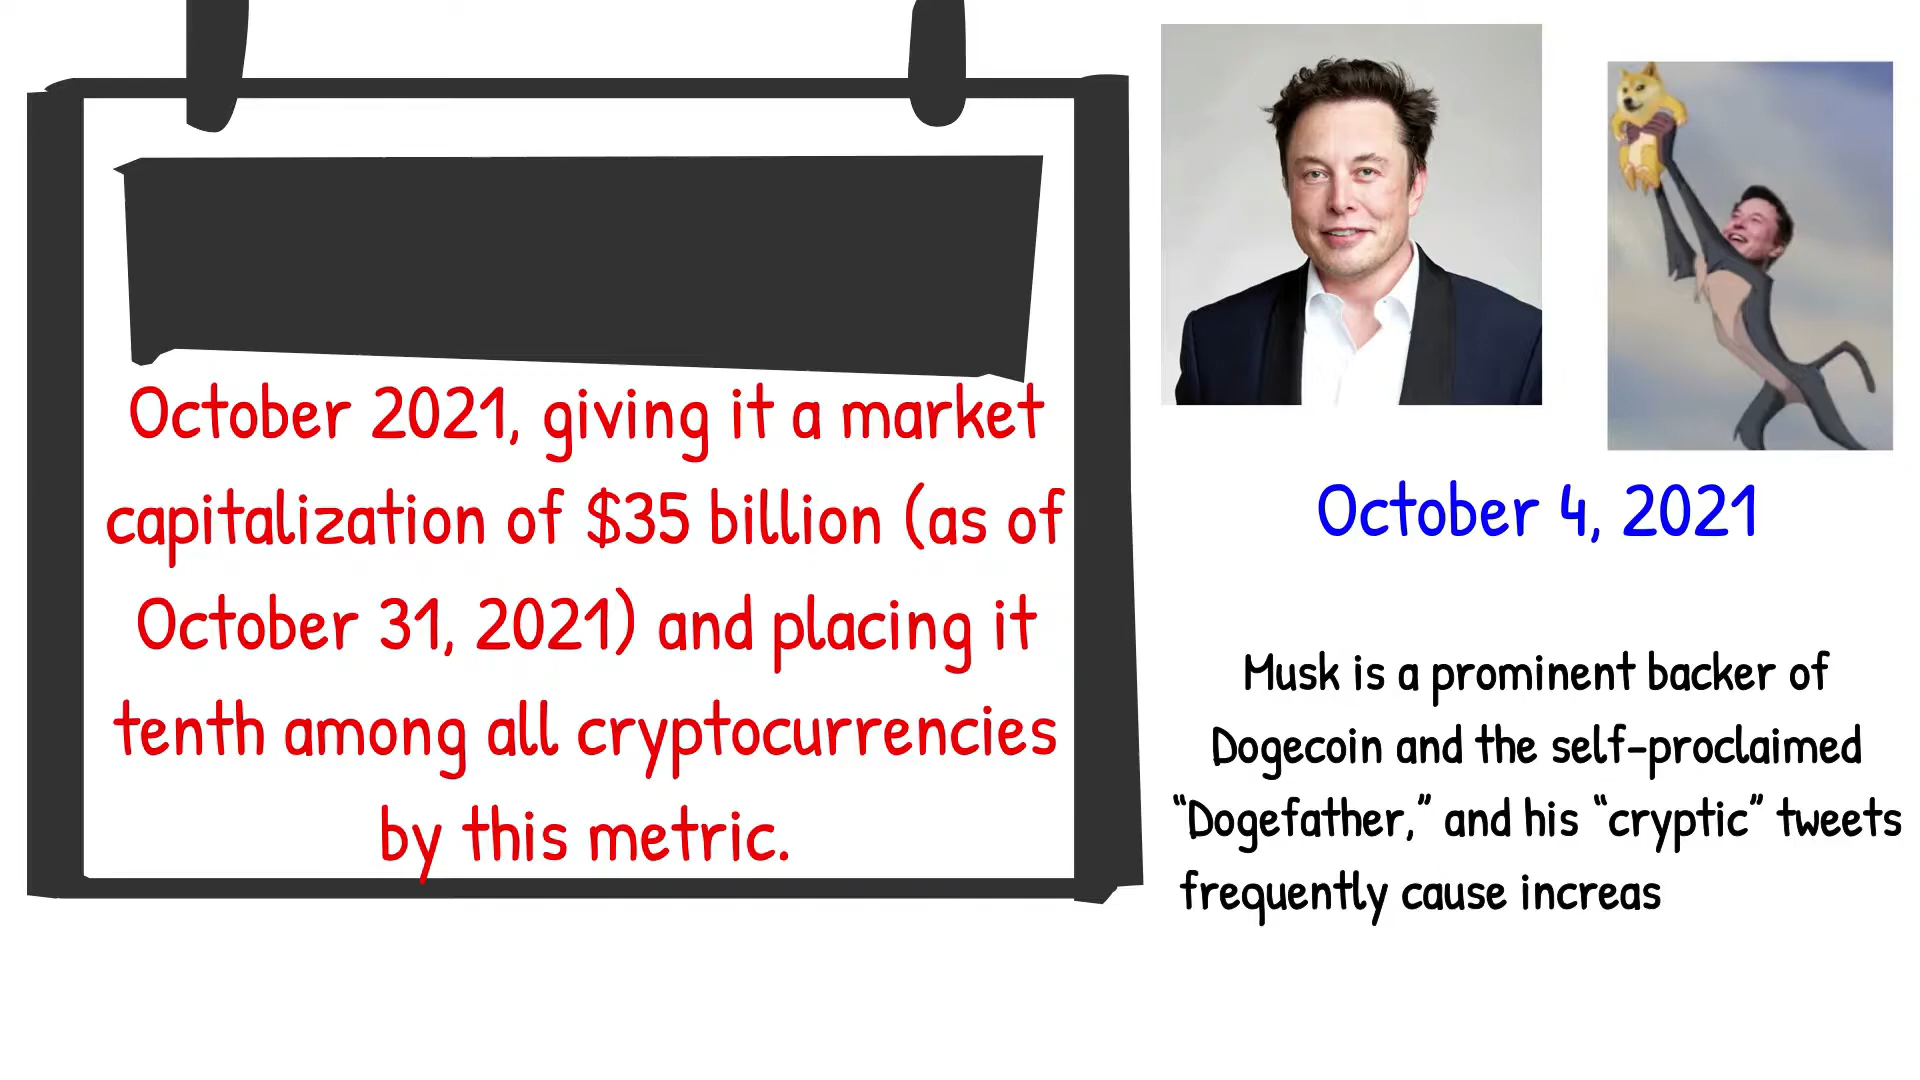 October 2021, giving it a market
capitalization of $35 billion (as of
October 31, 2021) and placing it
tenth among all cryptocurrencies
by this metric.
October 4, 2021
Musk is a prominent backer of
Dogecoin and the self-proclaimed
“Dogefather,” and his “cryptic” tweets
frequently cause increas